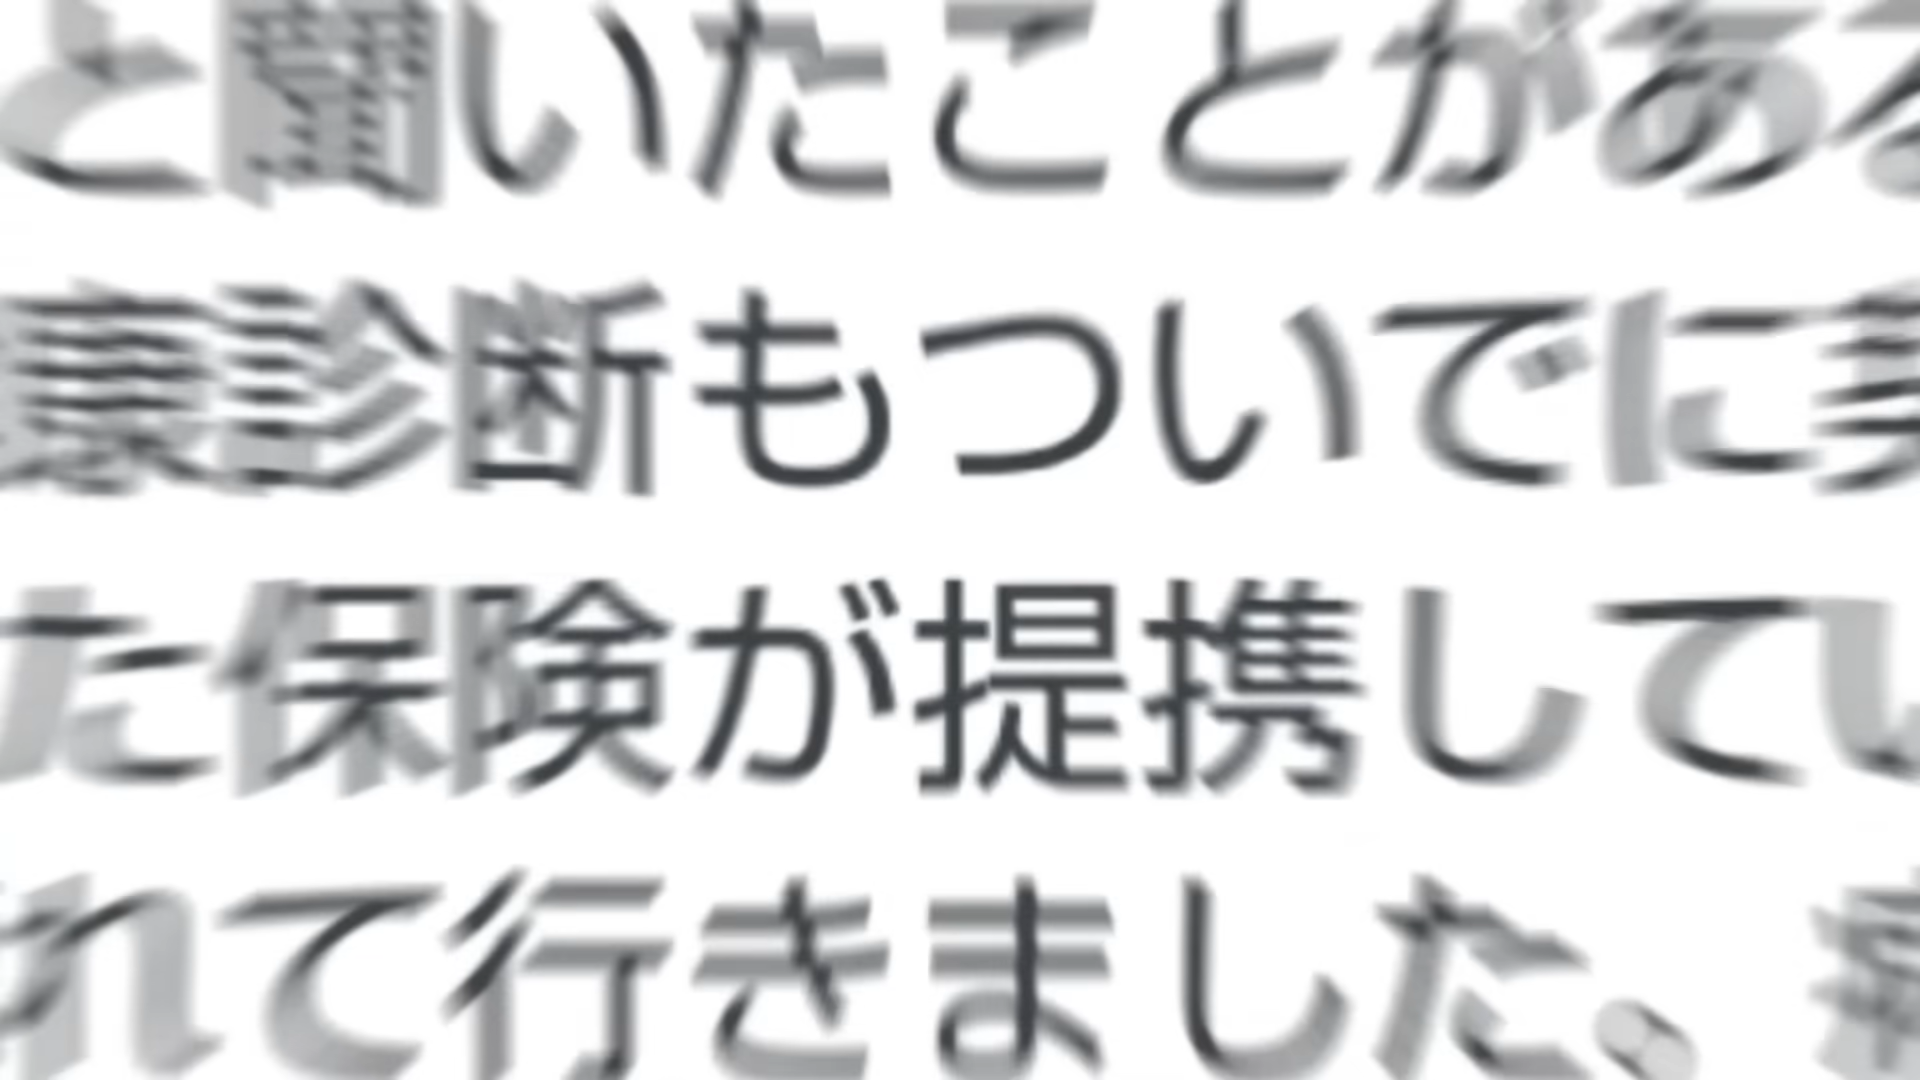 と聞いたことがある
診断もついでに
た保険が提携してい
れて行きました。